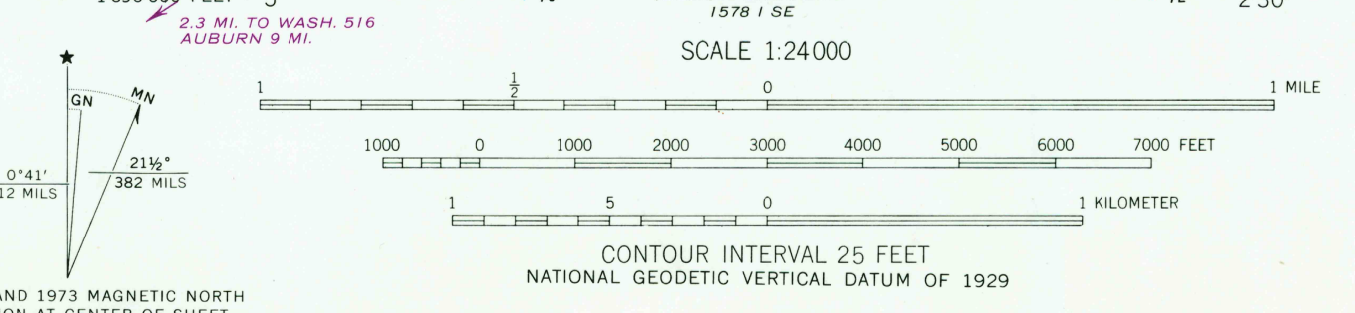 2.3 MI. TO WASH. 516
AUBURN 9 MI.
1578 I SE
2 30
SCALE 1:24000
1 1/2 0 1 MILE
1000 0 1000 2000 3000 4000 5000 6000 7000 FEET
1 5 0 1 KILOMETER
CONTOUR INTERVAL 25 FEET
NATIONAL GEODETIC VERTICAL DATUM OF 1929
★
GN MN
0°41′ 21½°
12 MILS 382 MILS
AND 1973 MAGNETIC NORTH
AT CENTER OF SHEET